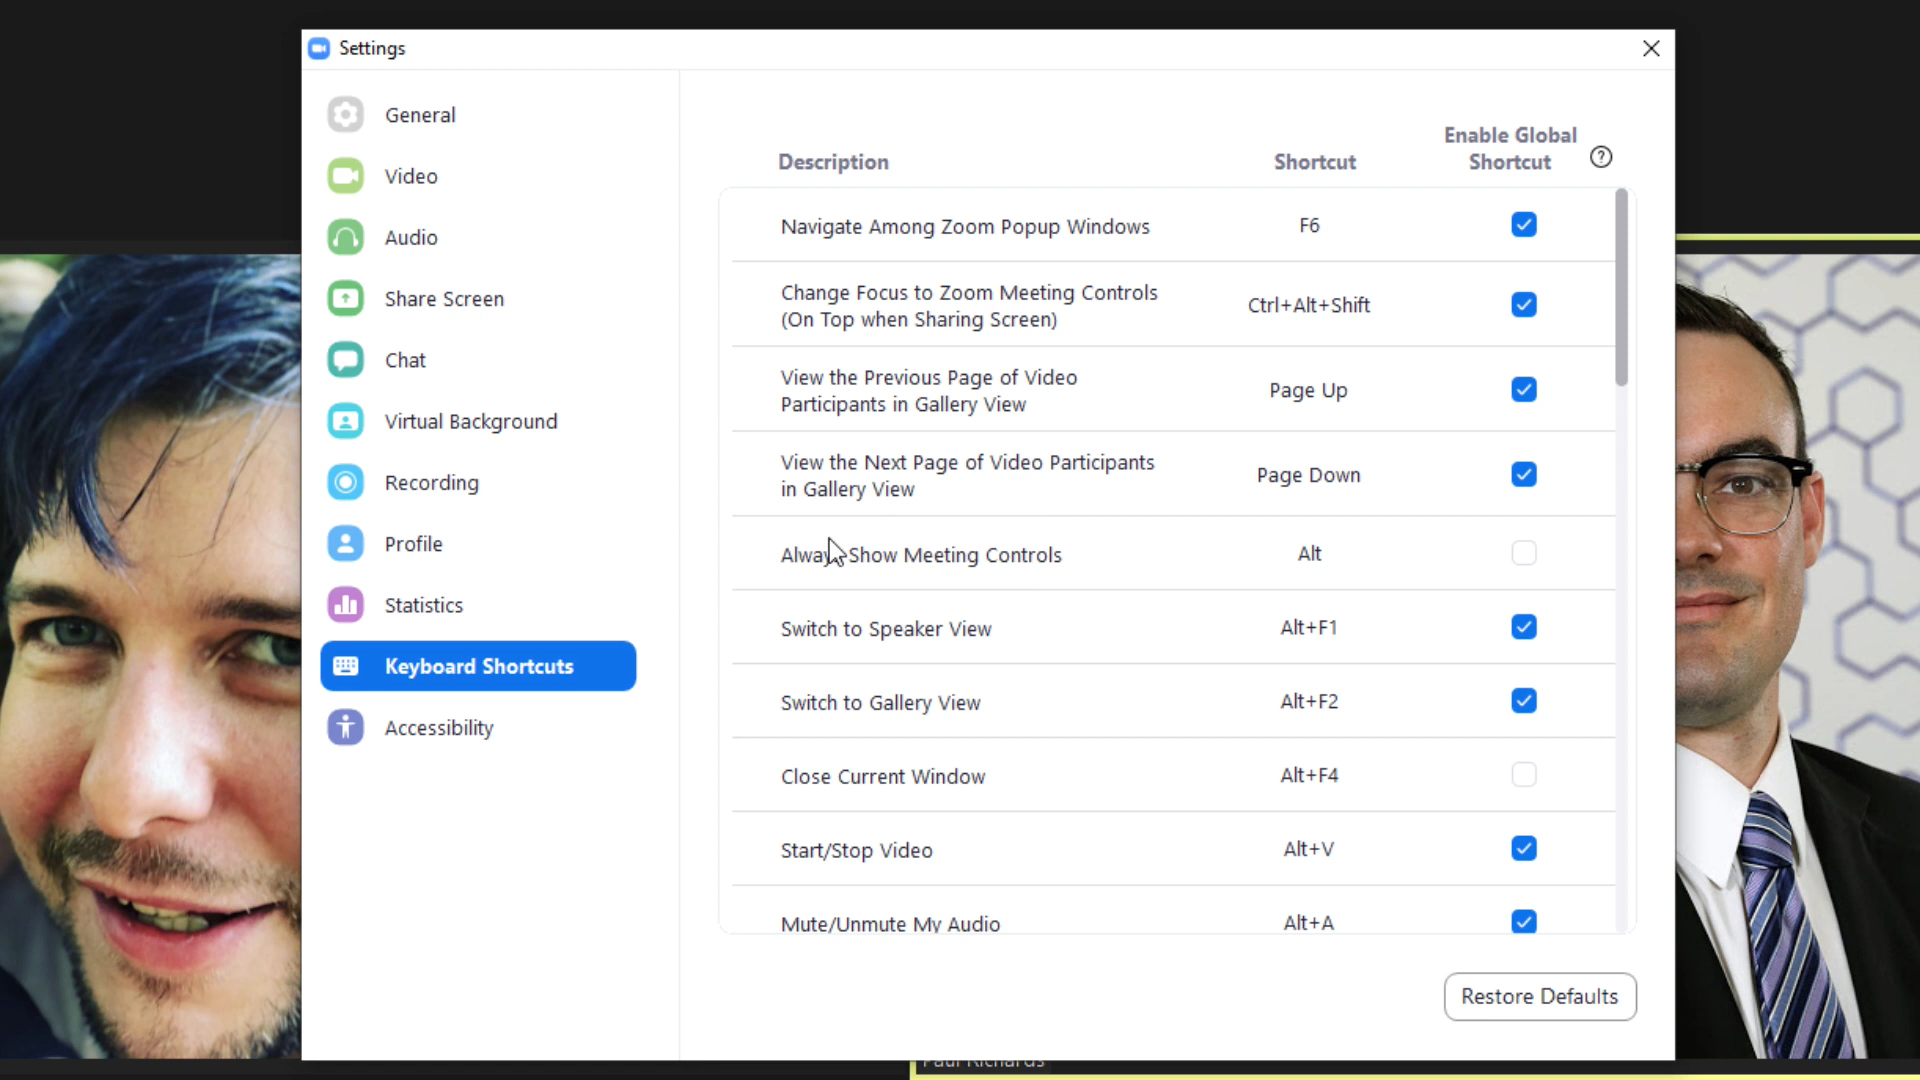 Settings
General
Video
Audio
Share Screen
Chat
Virtual Background
Recording
Profile
Statistics
Keyboard Shortcuts
Accessibility
Description
Shortcut
Enable Global
Shortcut
?
Navigate Among Zoom Popup Windows
F6
Change Focus to Zoom Meeting Controls
(On Top when Sharing Screen)
Ctrl+Alt+Shift
View the Previous Page of Video
Participants in Gallery View
Page Up
View the Next Page of Video Participants
in Gallery View
Page Down
Always Show Meeting Controls
Alt
Switch to Speaker View
Alt+F1
Switch to Gallery View
Alt+F2
Close Current Window
Alt+F4
Start/Stop Video
Alt+V
Mute/Unmute My Audio
Alt+A
Restore Defaults
Paul Richards